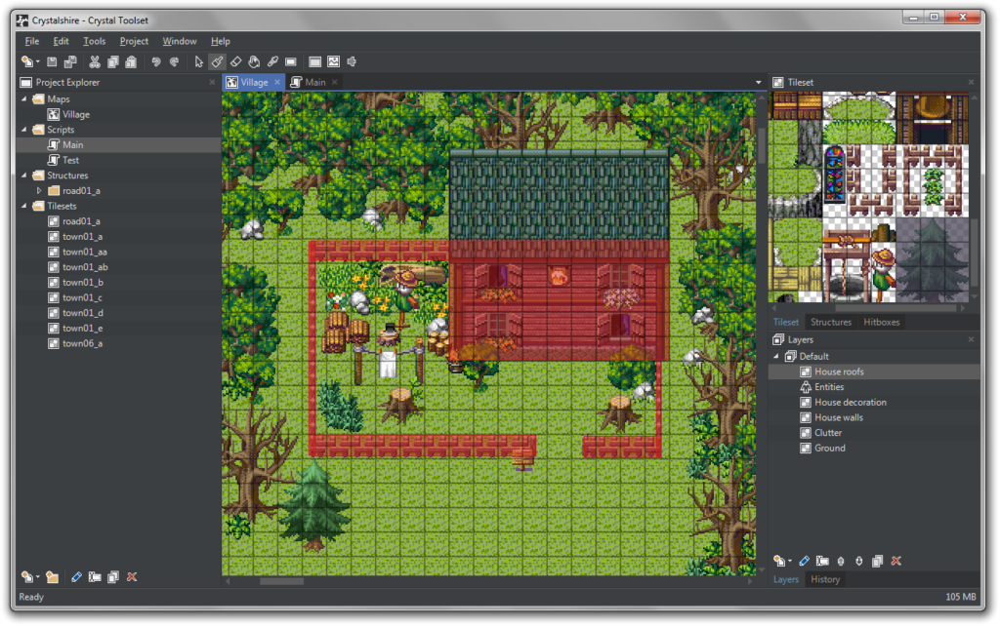 Crystalshire - Crystal Toolset
File Edit Tools Project Window Help
Project Explorer
Maps
Village
Scripts
Main
Test
Structures
road01_a
Tilesets
road01_a
town01_a
town01_aa
town01_ab
town01_b
town01_c
town01_d
town01_e
town06_a
Village Main
Tileset
Tileset Structures Hitboxes
Layers
Default
House roofs
Entities
House decoration
House walls
Clutter
Ground
Layers History
Ready
105 MB